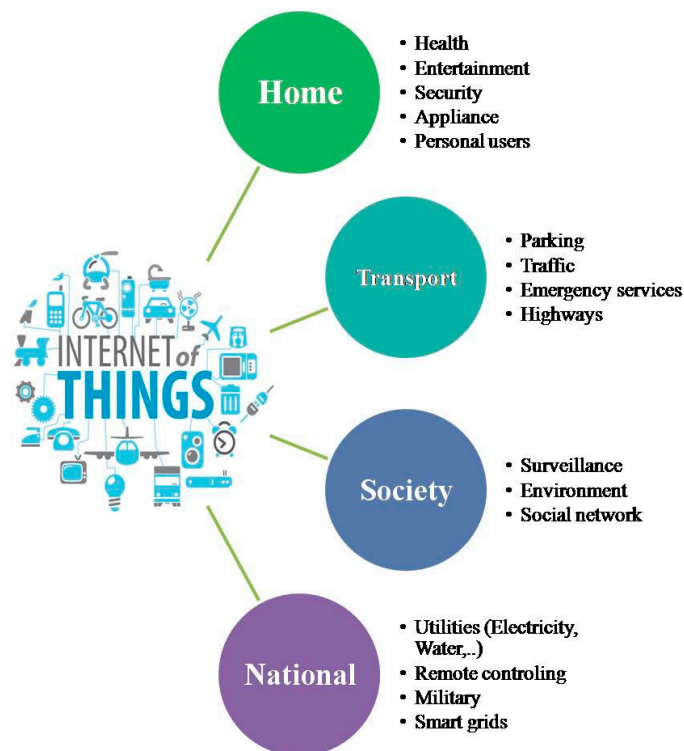 Home
• Health
• Entertainment
• Security
• Appliance
• Personal users
Transport
• Parking
• Traffic
• Emergency services
• Highways
INTERNET of
THINGS
Society
• Surveillance
• Environment
• Social network
National
• Utilities (Electricity,
Water,..)
• Remote controling
• Military
• Smart grids